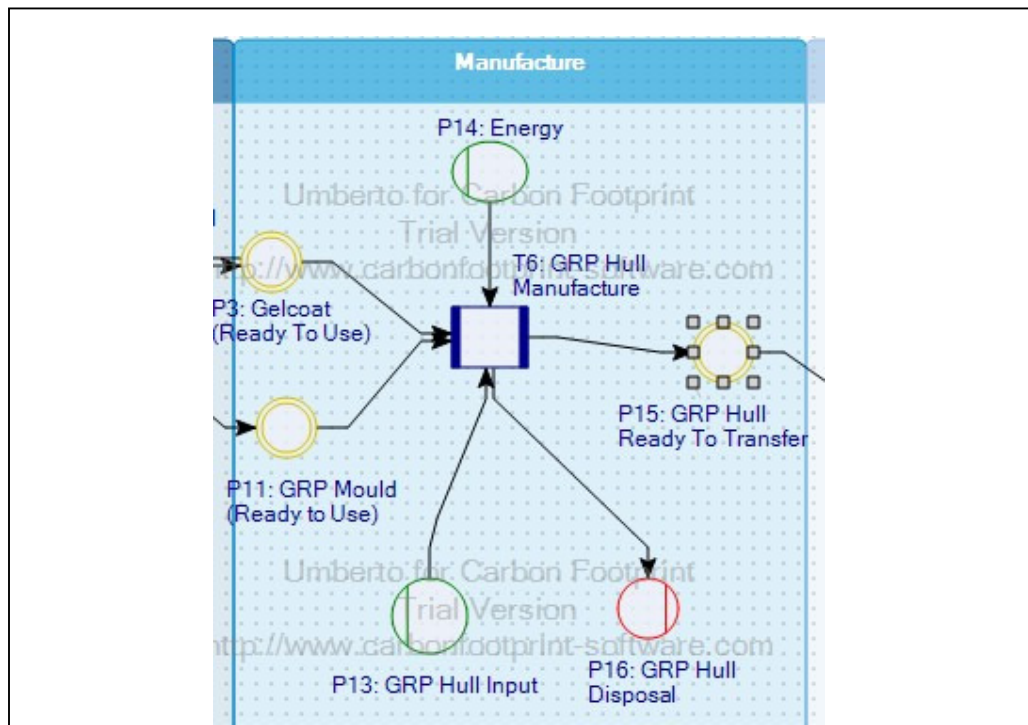 Manufacture
P14: Energy
Umberto for Carbon Footprint
Trial Version
http://www.carbonfootprint-software.com
T6: GRP Hull
Manufacture
P3: Gelcoat
(Ready To Use)
P15: GRP Hull
Ready To Transfer
P11: GRP Mould
(Ready to Use)
Umberto for Carbon Footprint
Trial Version
http://www.carbonfootprint-software.com
P13: GRP Hull Input
P16: GRP Hull
Disposal